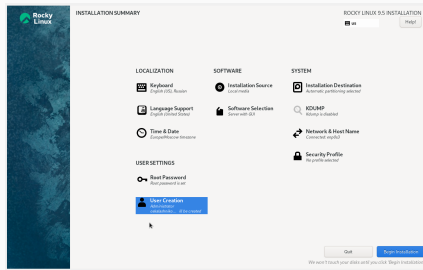 Rocky
Linux
INSTALLATION SUMMARY
ROCKY LINUX 9.5 INSTALLATION
us
Help!
LOCALIZATION
Keyboard
English (US), Russian
Language Support
English (United States)
Time & Date
Europe/Moscow timezone
SOFTWARE
Installation Source
Local media
Software Selection
Server with GUI
SYSTEM
Installation Destination
Automatic partitioning selected
KDUMP
Kdump is disabled
Network & Host Name
Connected: enp0s3
Security Profile
No profile selected
USER SETTINGS
Root Password
Root password is set
User Creation
Administrator
will be created
Quit
Begin Installation
We won't touch your disks until you click 'Begin Installation'.